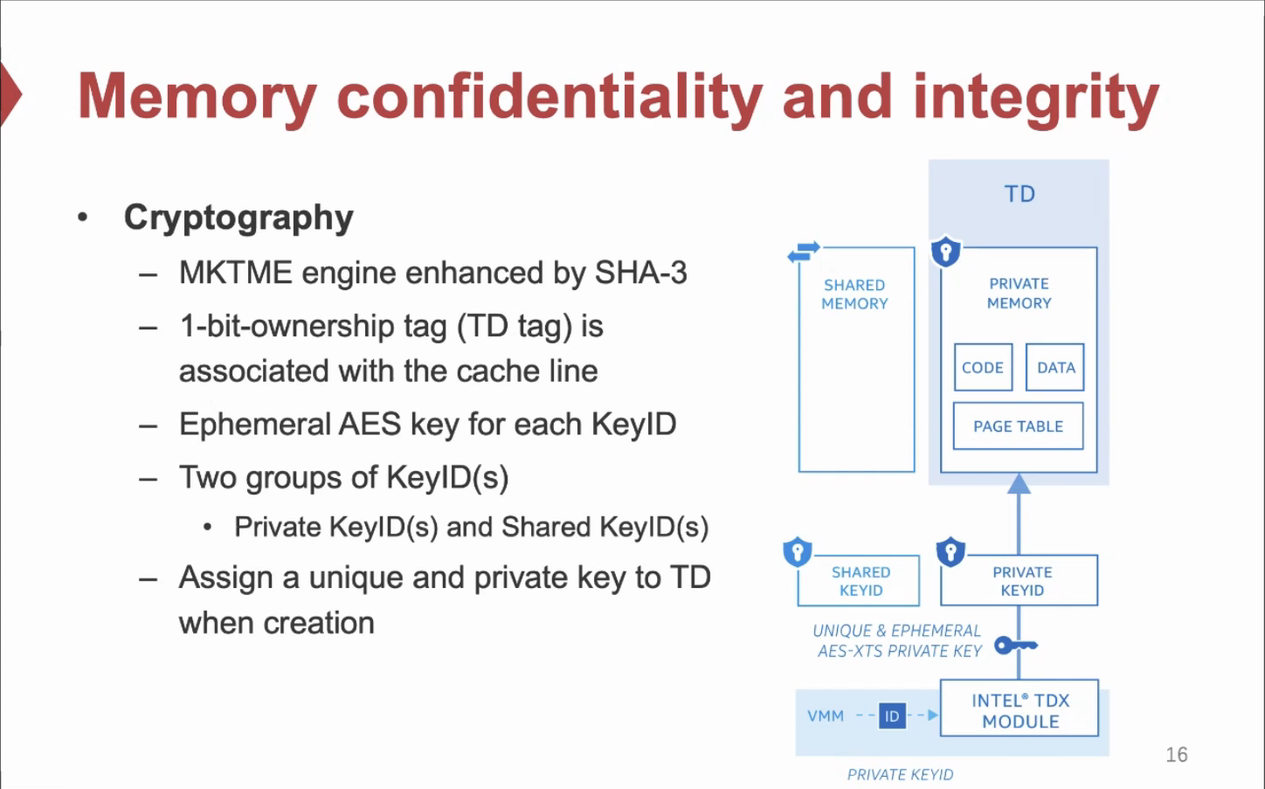 Memory confidentiality and integrity
• Cryptography
– MKTME engine enhanced by SHA-3
– 1-bit-ownership tag (TD tag) is
associated with the cache line
– Ephemeral AES key for each KeyID
– Two groups of KeyID(s)
• Private KeyID(s) and Shared KeyID(s)
– Assign a unique and private key to TD
when creation
TD
SHARED
MEMORY
PRIVATE
MEMORY
CODE
DATA
PAGE TABLE
SHARED
KEYID
PRIVATE
KEYID
UNIQUE & EPHEMERAL
AES-XTS PRIVATE KEY
VMM
ID
INTEL® TDX
MODULE
PRIVATE KEYID
16